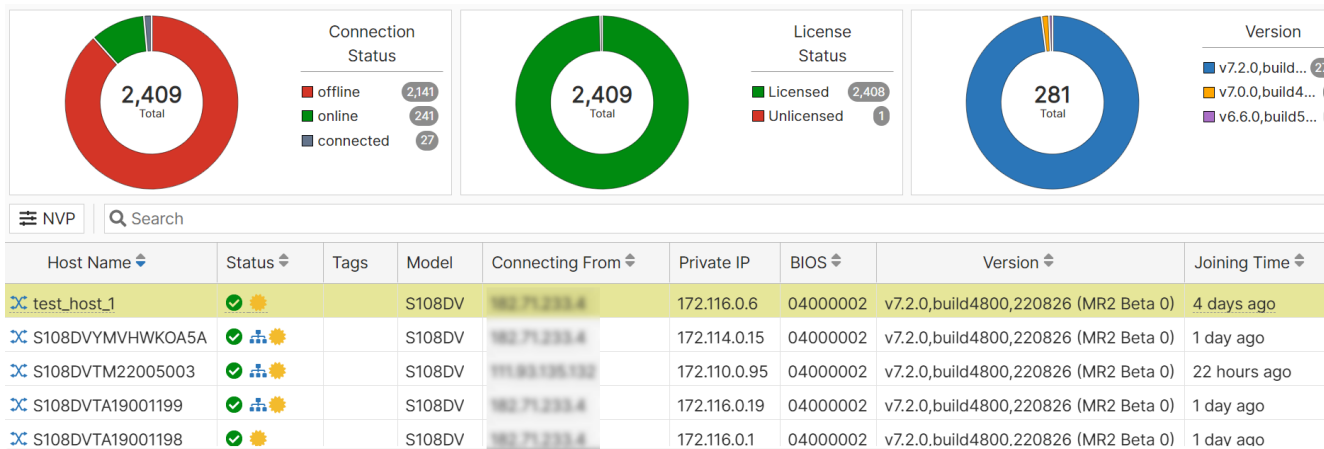 Connection
Status
2,409
Total
offline 2,141
online 241
connected 27
License
Status
2,409
Total
Licensed 2,408
Unlicensed 1
Version
281
Total
v7.2.0,build...
v7.0.0,build4...
v6.6.0,build5...
NVP Search
Host Name Status Tags Model Connecting From Private IP BIOS Version Joining Time
test_host_1 S108DV 172.116.0.6 04000002 v7.2.0,build4800,220826 (MR2 Beta 0) 4 days ago
S108DVYMVHWKOA5A S108DV 172.114.0.15 04000002 v7.2.0,build4800,220826 (MR2 Beta 0) 1 day ago
S108DVTM22005003 S108DV 172.110.0.95 04000002 v7.2.0,build4800,220826 (MR2 Beta 0) 22 hours ago
S108DVTA19001199 S108DV 172.116.0.19 04000002 v7.2.0,build4800,220826 (MR2 Beta 0) 1 day ago
S108DVTA19001198 S108DV 172.116.0.1 04000002 v7.2.0,build4800,220826 (MR2 Beta 0) 1 day ago